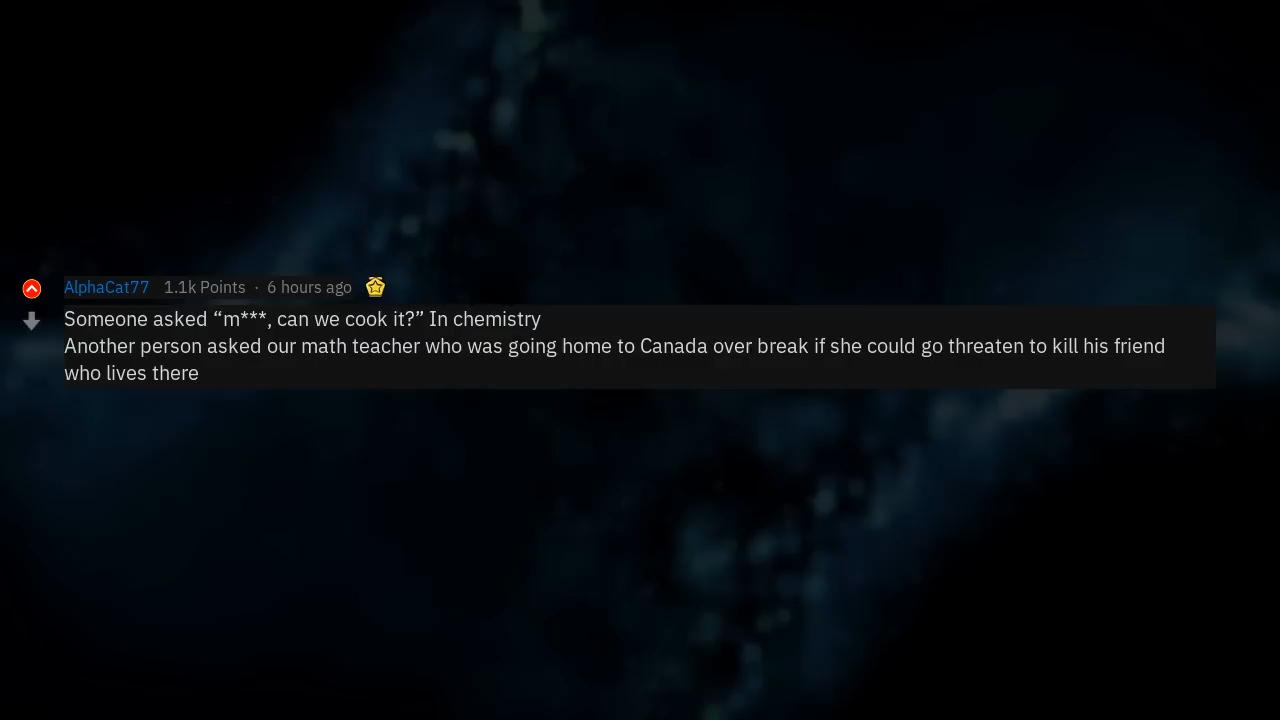 AlphaCat77 1.1k Points · 6 hours ago
Someone asked “m***, can we cook it?” In chemistry
Another person asked our math teacher who was going home to Canada over break if she could go threaten to kill his friend
who lives there